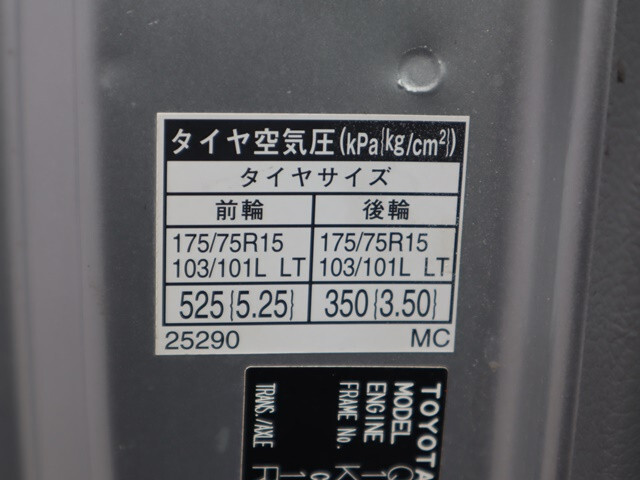 タイヤ空気圧(kPa{kg/cm²})
タイヤサイズ
前輪 後輪
175/75R15 175/75R15
103/101L LT 103/101L LT
525{5.25} 350{3.50}
25290 MC
TOYOTA
MODEL
ENGINE
FRAME No.
TRANS./AXLE